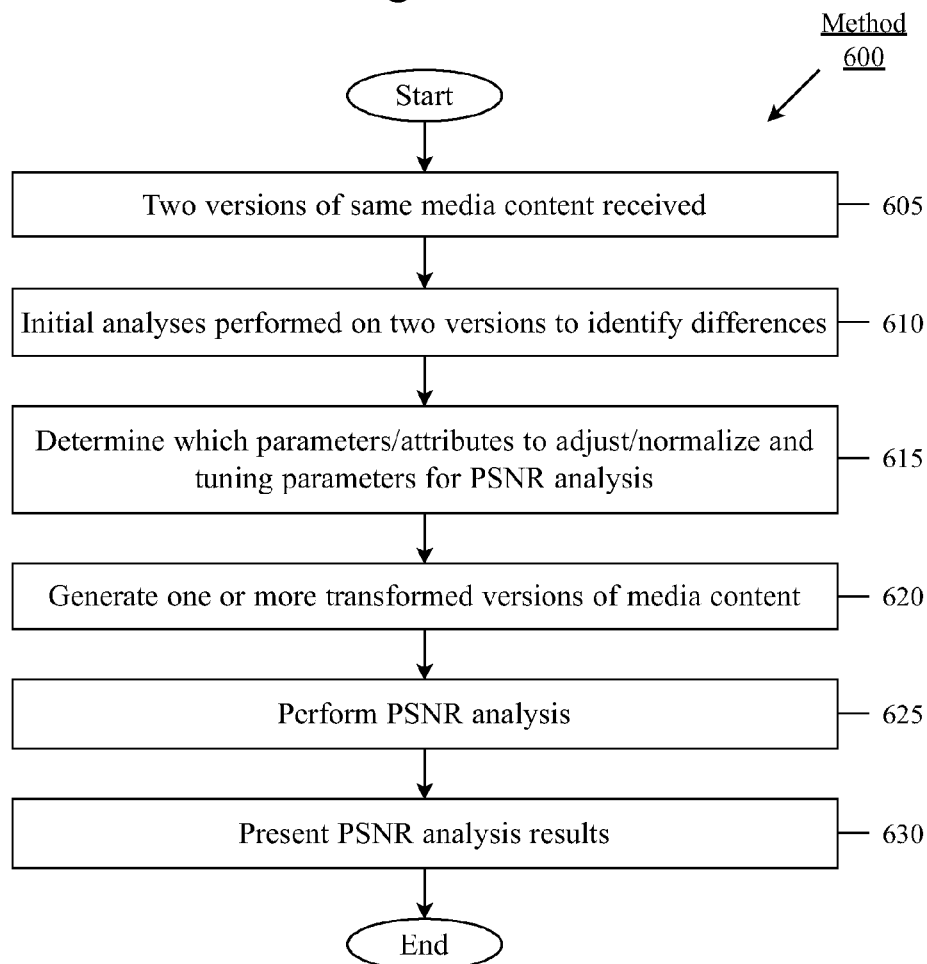 Method
600
Start
Two versions of same media content received
605
Initial analyses performed on two versions to identify differences
610
Determine which parameters/attributes to adjust/normalize and
tuning parameters for PSNR analysis
615
Generate one or more transformed versions of media content
620
Perform PSNR analysis
625
Present PSNR analysis results
630
End